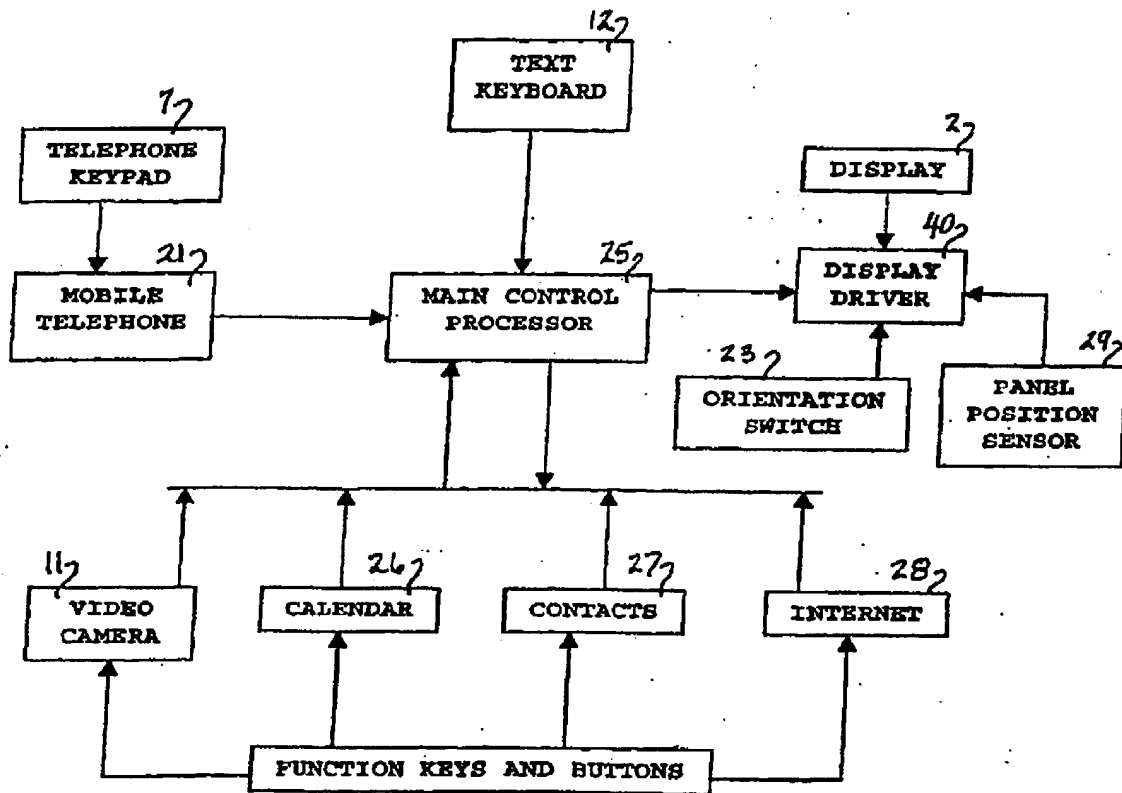 12
TEXT
KEYBOARD
7
TELEPHONE
KEYPAD
2
DISPLAY
21
MOBILE
TELEPHONE
25
MAIN CONTROL
PROCESSOR
40
DISPLAY
DRIVER
23
ORIENTATION
SWITCH
29
PANEL
POSITION
SENSOR
11
VIDEO
CAMERA
26
CALENDAR
27
CONTACTS
28
INTERNET
FUNCTION KEYS AND BUTTONS